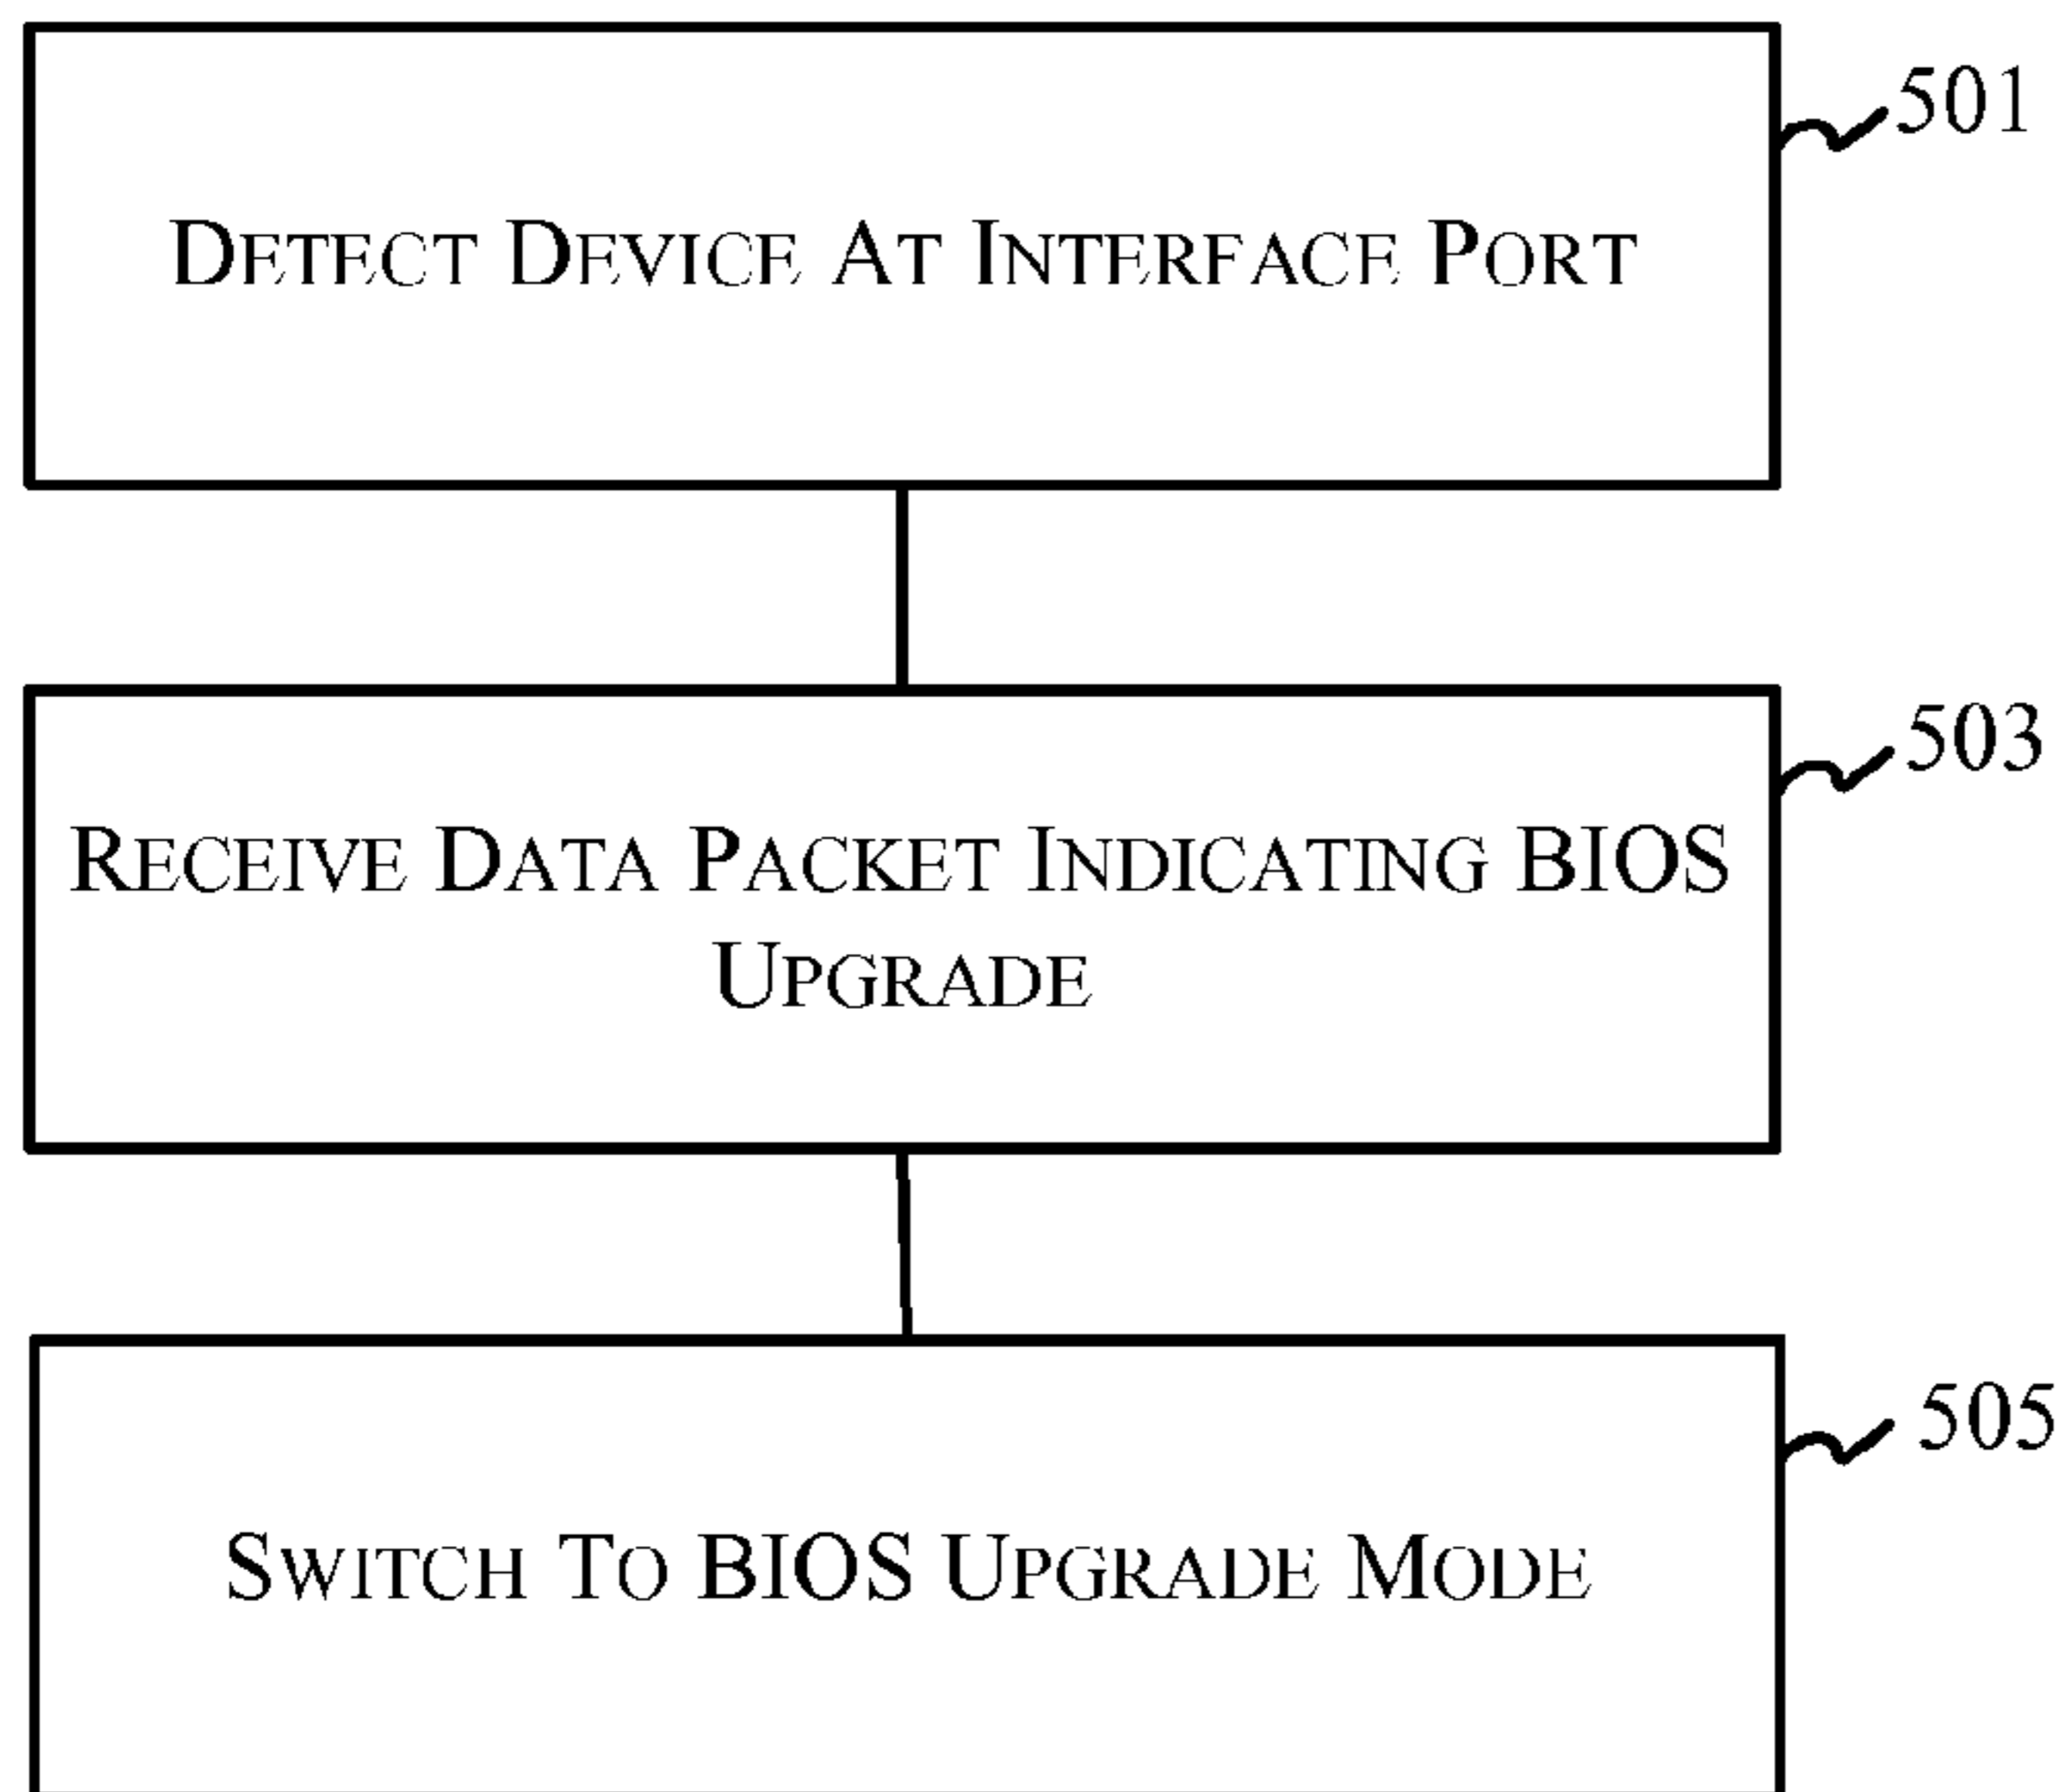 501
DETECT DEVICE AT INTERFACE PORT
503
RECEIVE DATA PACKET INDICATING BIOS
UPGRADE
505
SWITCH TO BIOS UPGRADE MODE